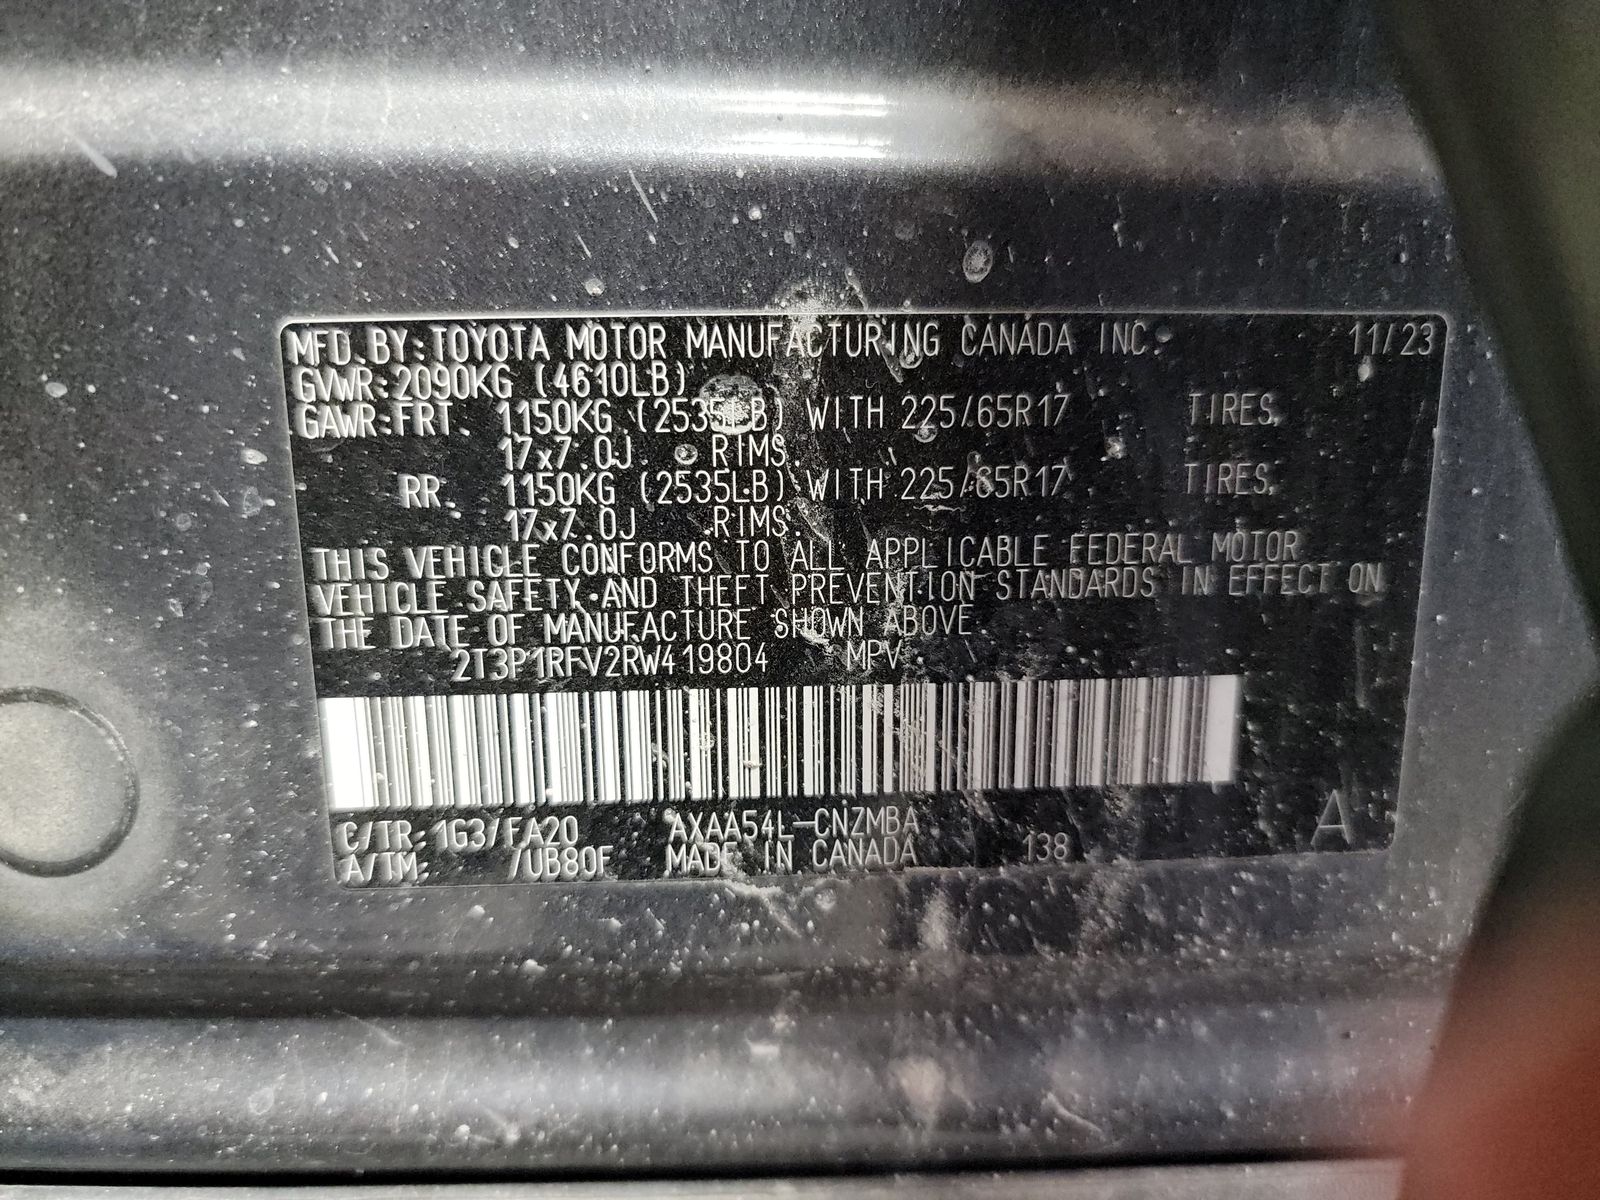 MFD. BY: TOYOTA MOTOR MANUFACTURING CANADA INC. 11/23
GVWR: 2090KG (4610LB)
GAWR: FRT. 1150KG (2535LB) WITH 225/65R17 TIRES,
17x7.0J RIMS.
RR. 1150KG (2535LB) WITH 225/65R17 TIRES,
17x7.0J RIMS.
THIS VEHICLE CONFORMS TO ALL APPLICABLE FEDERAL MOTOR
VEHICLE SAFETY AND THEFT PREVENTION STANDARDS IN EFFECT ON
THE DATE OF MANUFACTURE SHOWN ABOVE
2T3P1RFV2RW419804 MPV
C/TR: 1G3/FA20 AXAA54L-CNZMBA A
A/TM: /UB80F MADE IN CANADA 138